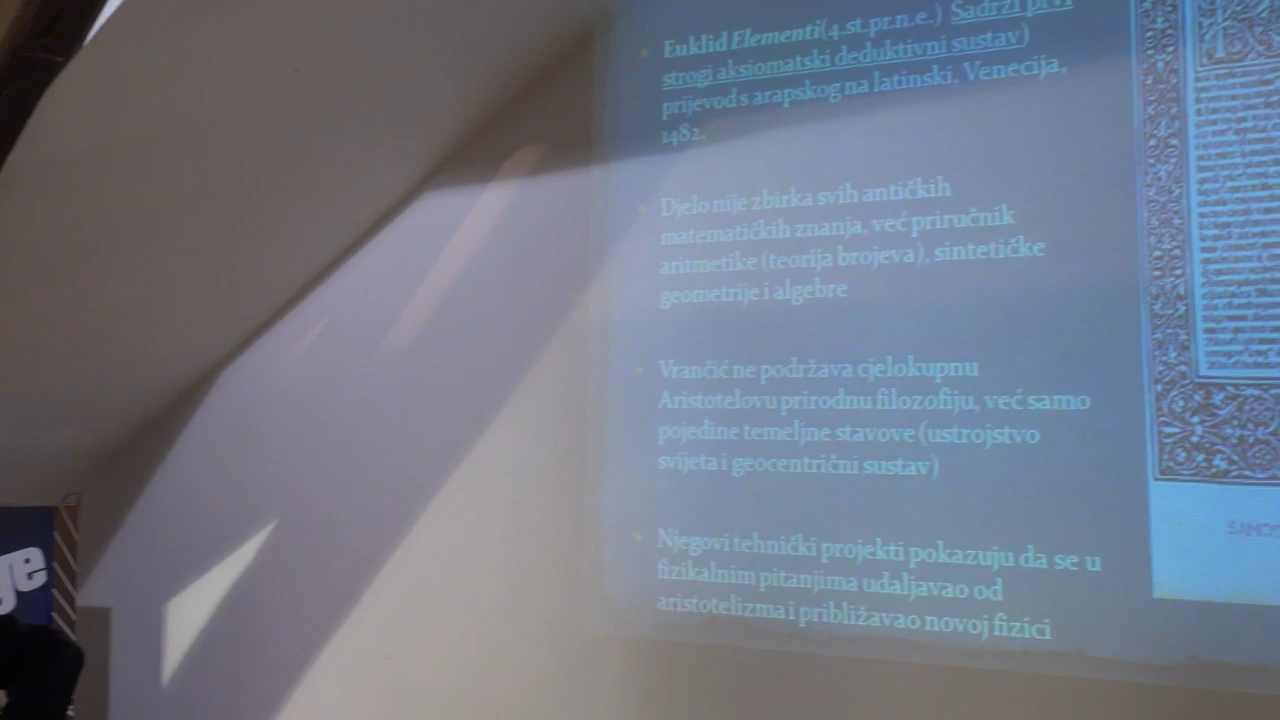 Euklid Elementi(4.st.pr.n.e.) Sadrži prvi
strogi aksiomatski deduktivni sustav)
prijevod s arapskog na latinski, Venecija,
1482.
Djelo nije zbirka svih antičkih
matematičkih znanja, već priručnik
aritmetike (teorija brojeva), sintetičke
geometrije i algebre
Vrančić ne podržava cjelokupnu
Aristotelovu prirodnu filozofiju, već samo
pojedine temeljne stavove (ustrojstvo
svijeta i geocentrični sustav)
Njegovi tehnički projekti pokazuju da se u
fizikalnim pitanjima udaljavao od
aristotelizma i približavao novoj fizici